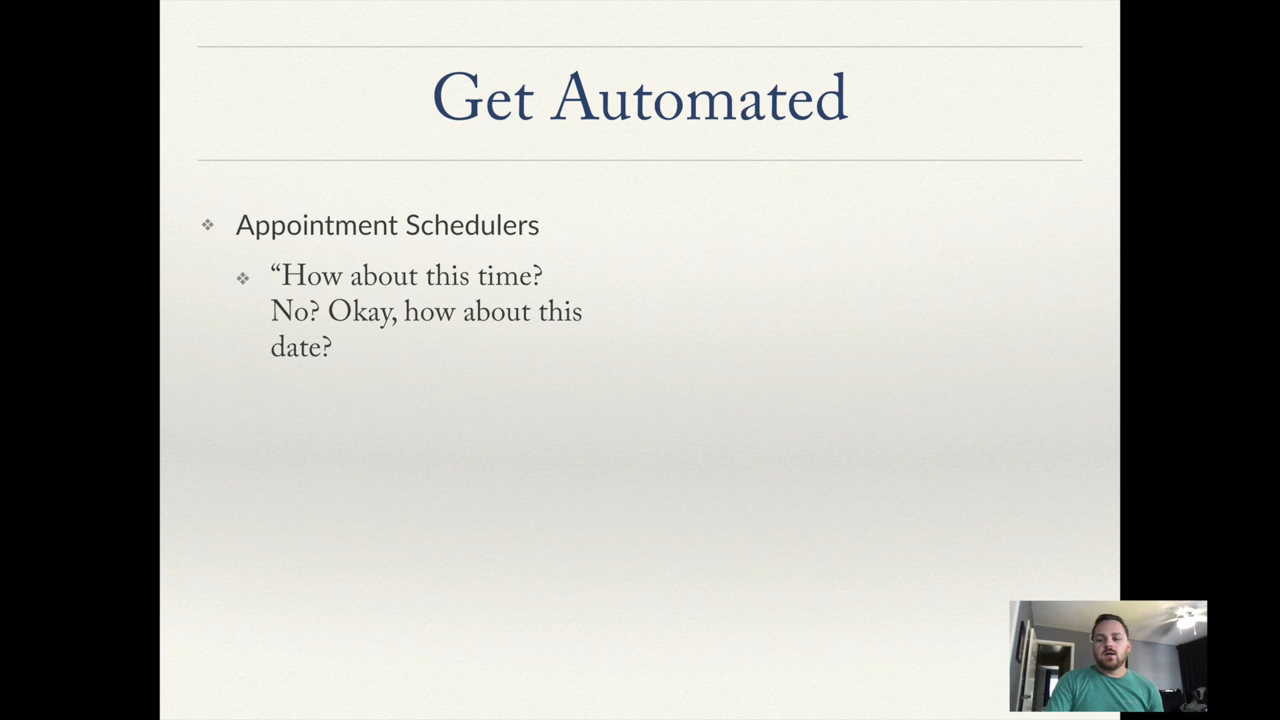 Get Automated
Appointment Schedulers
“How about this time?
No? Okay, how about this
date?